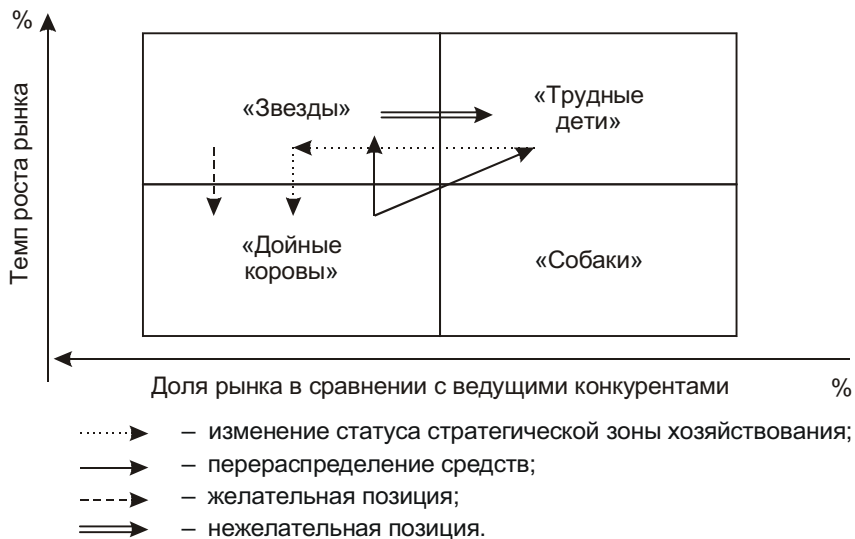 %
Темп роста рынка
«Звезды»
«Трудные
дети»
«Дойные
коровы»
«Собаки»
Доля рынка в сравнении с ведущими конкурентами %
– изменение статуса стратегической зоны хозяйствования;
– перераспределение средств;
– желательная позиция;
– нежелательная позиция.